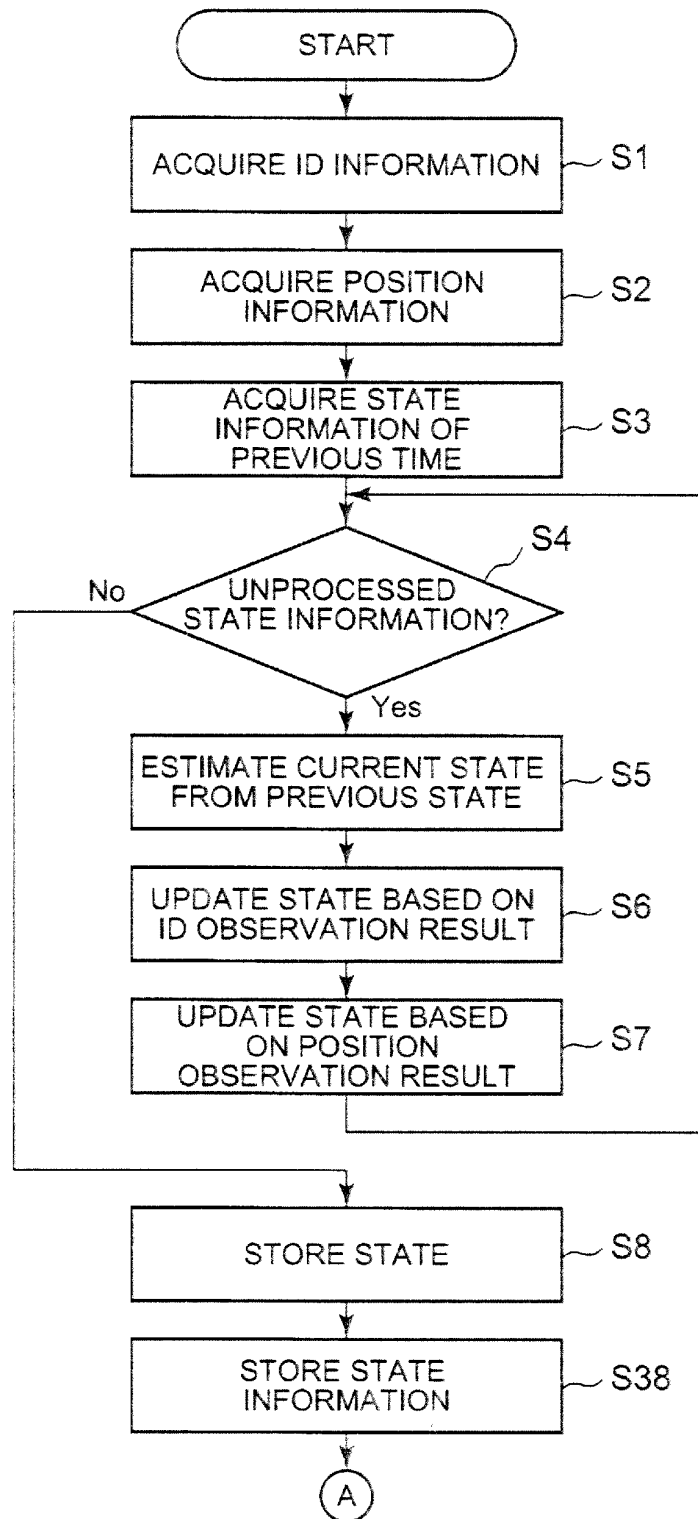 START
ACQUIRE ID INFORMATION
S1
ACQUIRE POSITION
INFORMATION
S2
ACQUIRE STATE
INFORMATION OF
PREVIOUS TIME
S3
S4
No
UNPROCESSED
STATE INFORMATION?
Yes
ESTIMATE CURRENT STATE
FROM PREVIOUS STATE
S5
UPDATE STATE BASED ON
ID OBSERVATION RESULT
S6
UPDATE STATE BASED
ON POSITION
OBSERVATION RESULT
S7
STORE STATE
S8
STORE STATE
INFORMATION
S38
A